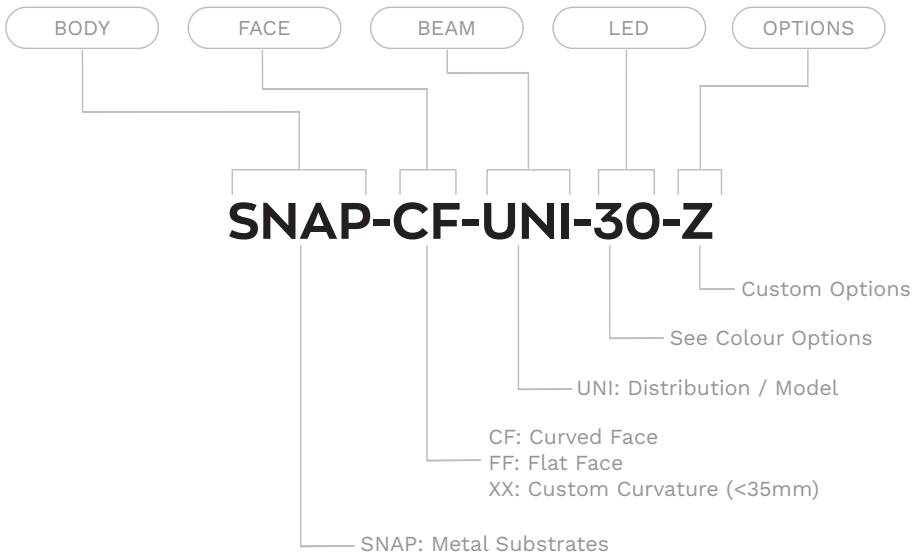 BODY FACE BEAM LED OPTIONS
SNAP-CF-UNI-30-Z
Custom Options
See Colour Options
UNI: Distribution / Model
CF: Curved Face
FF: Flat Face
XX: Custom Curvature (<35mm)
SNAP: Metal Substrates